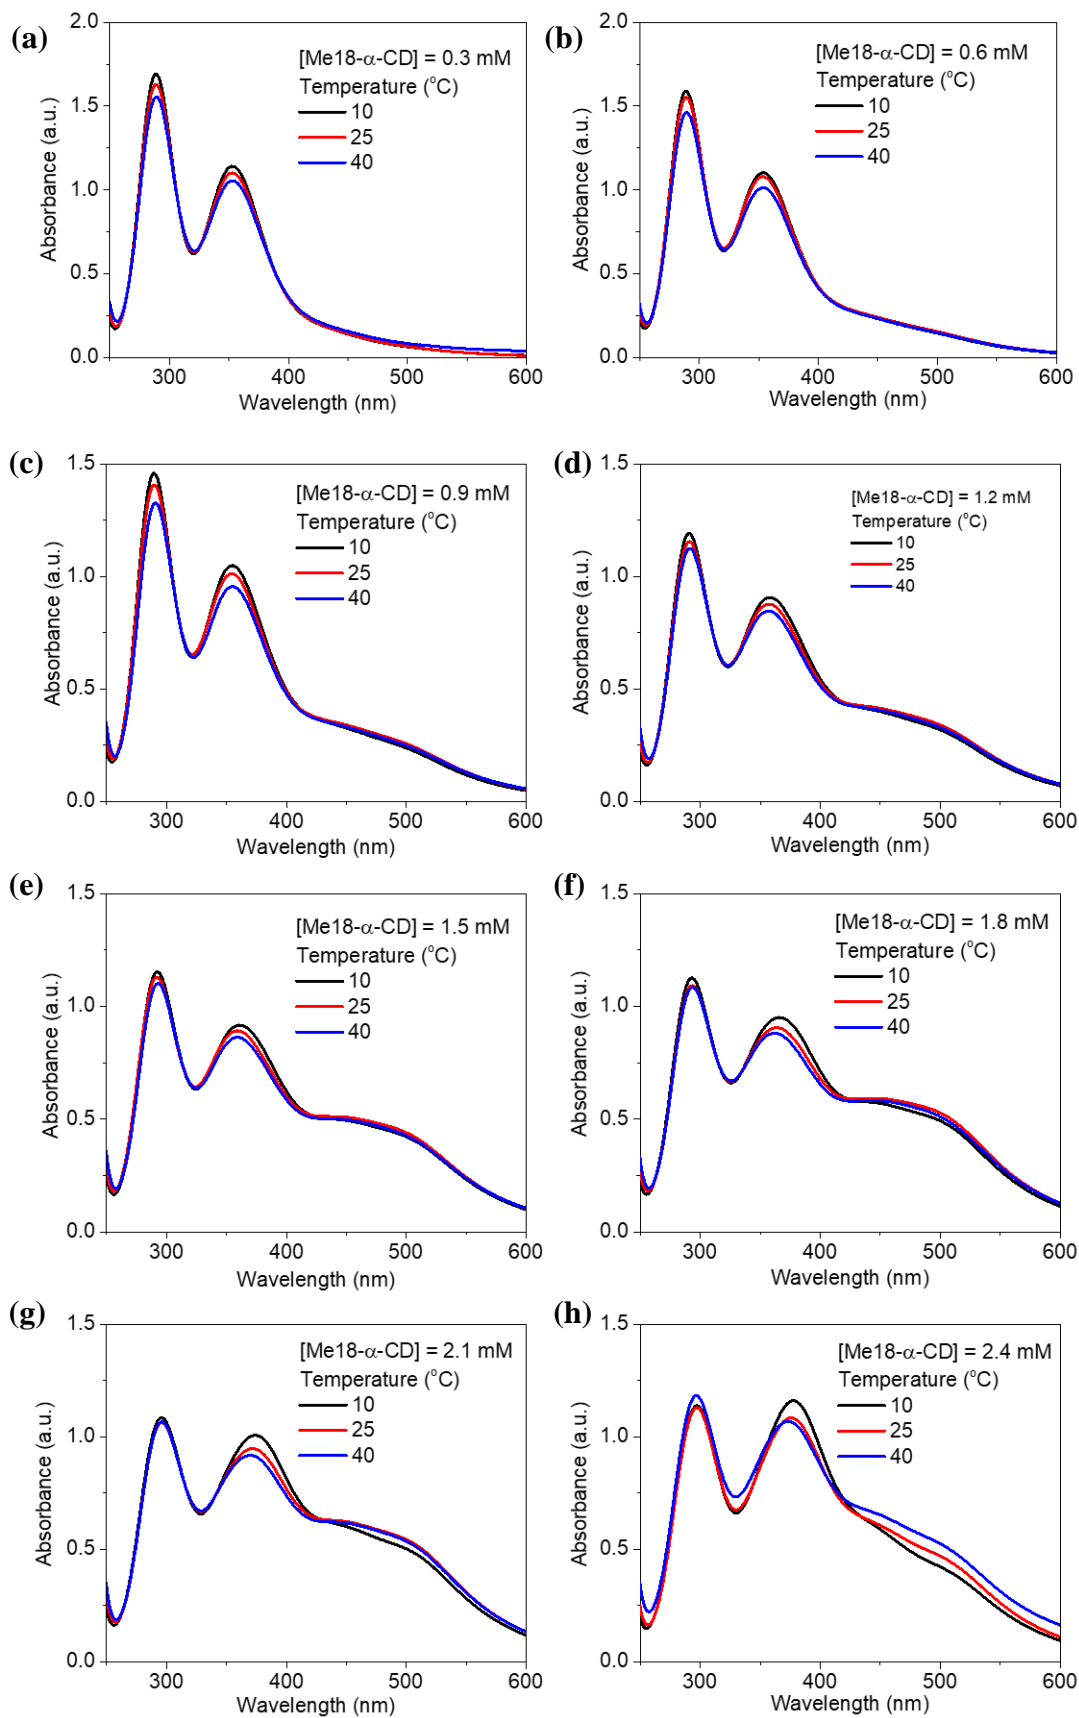 (a)
2.0
1.5
1.0
0.5
0.0
Absorbance (a.u.)
[Me18-α-CD] = 0.3 mM
Temperature (°C)
10
25
40
300 400 500 600
Wavelength (nm)
(b)
2.0
1.5
1.0
0.5
0.0
Absorbance (a.u.)
[Me18-α-CD] = 0.6 mM
Temperature (°C)
10
25
40
300 400 500 600
Wavelength (nm)
(c)
1.5
1.0
0.5
0.0
Absorbance (a.u.)
[Me18-α-CD] = 0.9 mM
Temperature (°C)
10
25
40
300 400 500 600
Wavelength (nm)
(d)
1.5
1.0
0.5
0.0
Absorbance (a.u.)
[Me18-α-CD] = 1.2 mM
Temperature (°C)
10
25
40
300 400 500 600
Wavelength (nm)
(e)
1.5
1.0
0.5
0.0
Absorbance (a.u.)
[Me18-α-CD] = 1.5 mM
Temperature (°C)
10
25
40
300 400 500 600
Wavelength (nm)
(f)
1.5
1.0
0.5
0.0
Absorbance (a.u.)
[Me18-α-CD] = 1.8 mM
Temperature (°C)
10
25
40
300 400 500 600
Wavelength (nm)
(g)
1.5
1.0
0.5
0.0
Absorbance (a.u.)
[Me18-α-CD] = 2.1 mM
Temperature (°C)
10
25
40
300 400 500 600
Wavelength (nm)
(h)
1.5
1.0
0.5
0.0
Absorbance (a.u.)
[Me18-α-CD] = 2.4 mM
Temperature (°C)
10
25
40
300 400 500 600
Wavelength (nm)